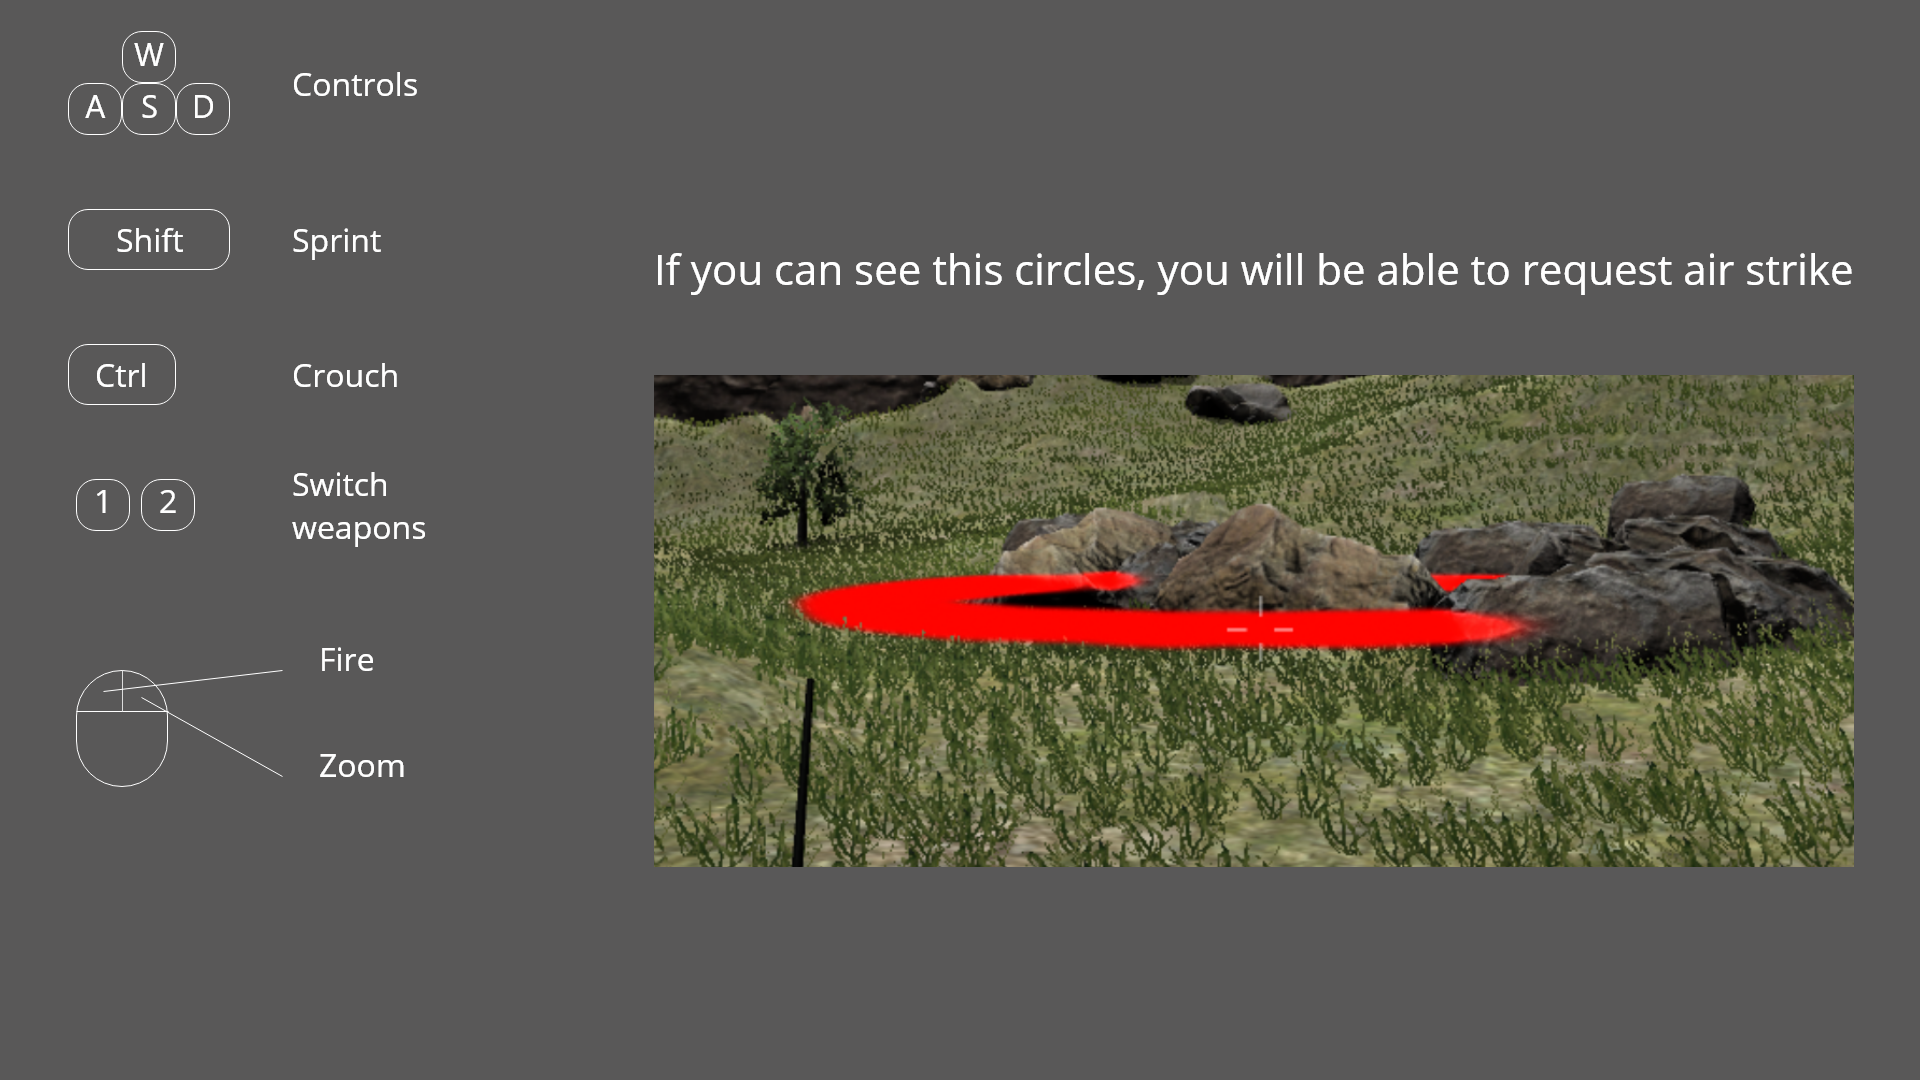 W
A S D
Controls
Shift
Sprint
If you can see this circles, you will be able to request air strike
Ctrl
Crouch
1 2
Switch
weapons
Fire
Zoom